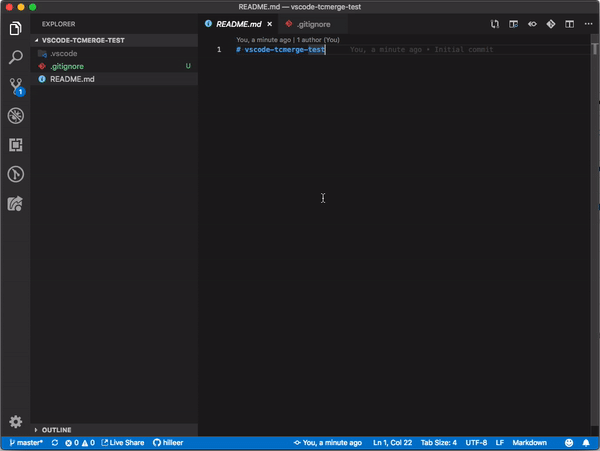 README.md — vscode-tcmerge-test
EXPLORER
VSCODE-TCMERGE-TEST
.vscode
.gitignore U
README.md
1
OUTLINE
README.md
.gitignore
You, a minute ago | 1 author (You)
1 # vscode-tcmerge-test You, a minute ago • Initial commit
master* 0 0 Live Share hilleer You, a minute ago Ln 1, Col 22 Tab Size: 4 UTF-8 LF Markdown